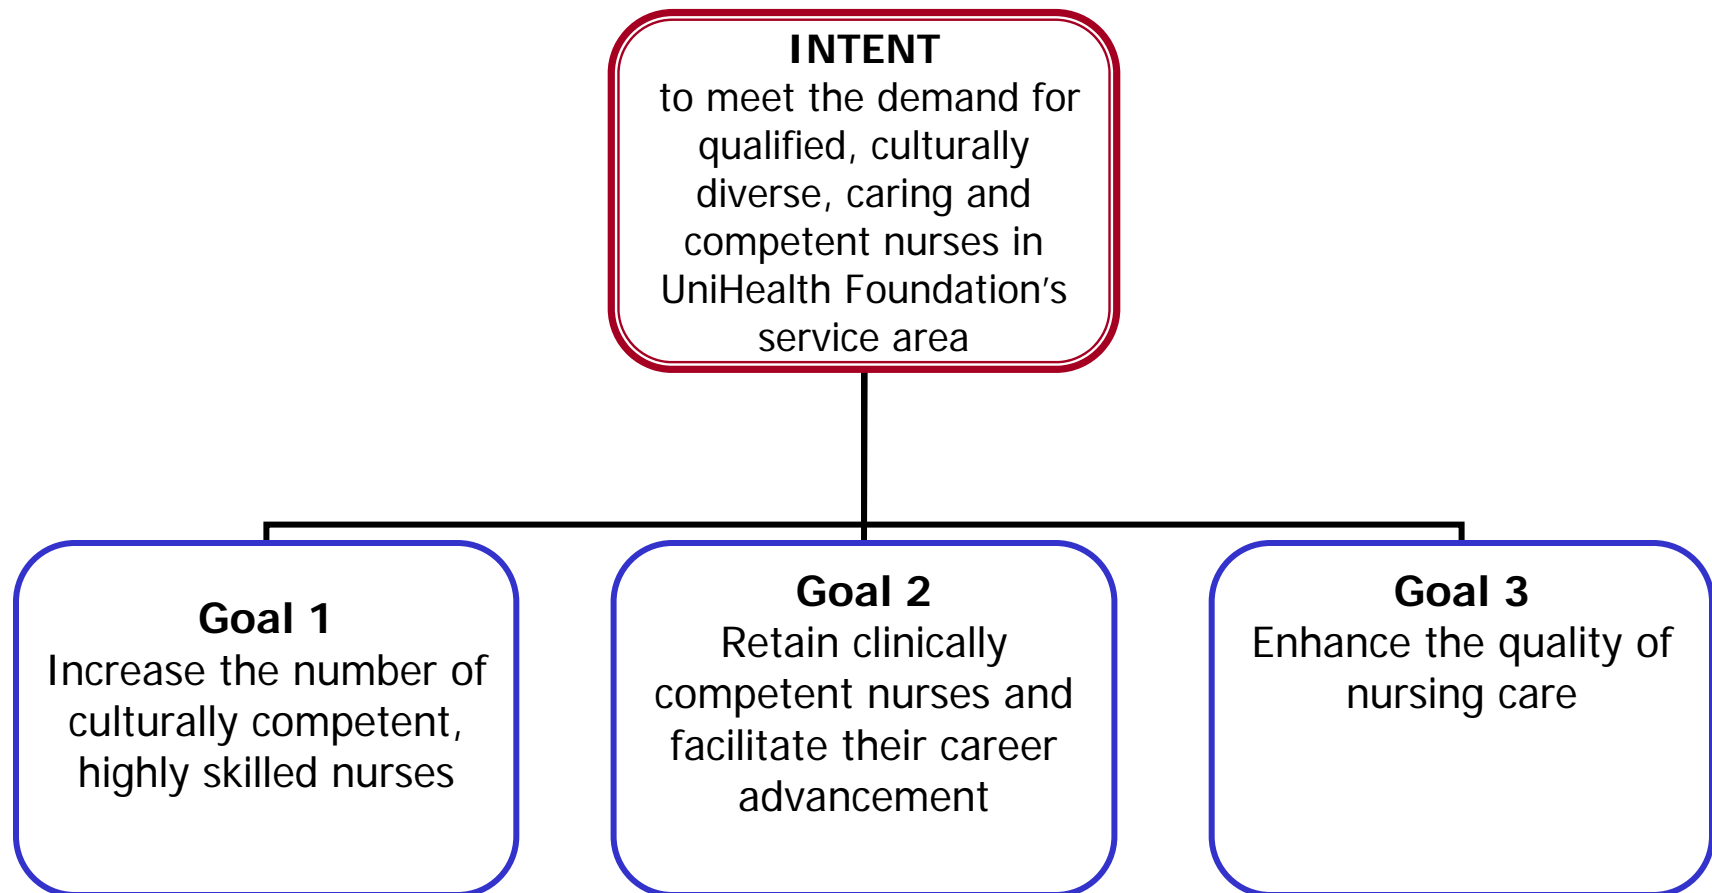 INTENT
to meet the demand for
qualified, culturally
diverse, caring and
competent nurses in
UniHealth Foundation’s
service area
Goal 1
Increase the number of
culturally competent,
highly skilled nurses
Goal 2
Retain clinically
competent nurses and
facilitate their career
advancement
Goal 3
Enhance the quality of
nursing care